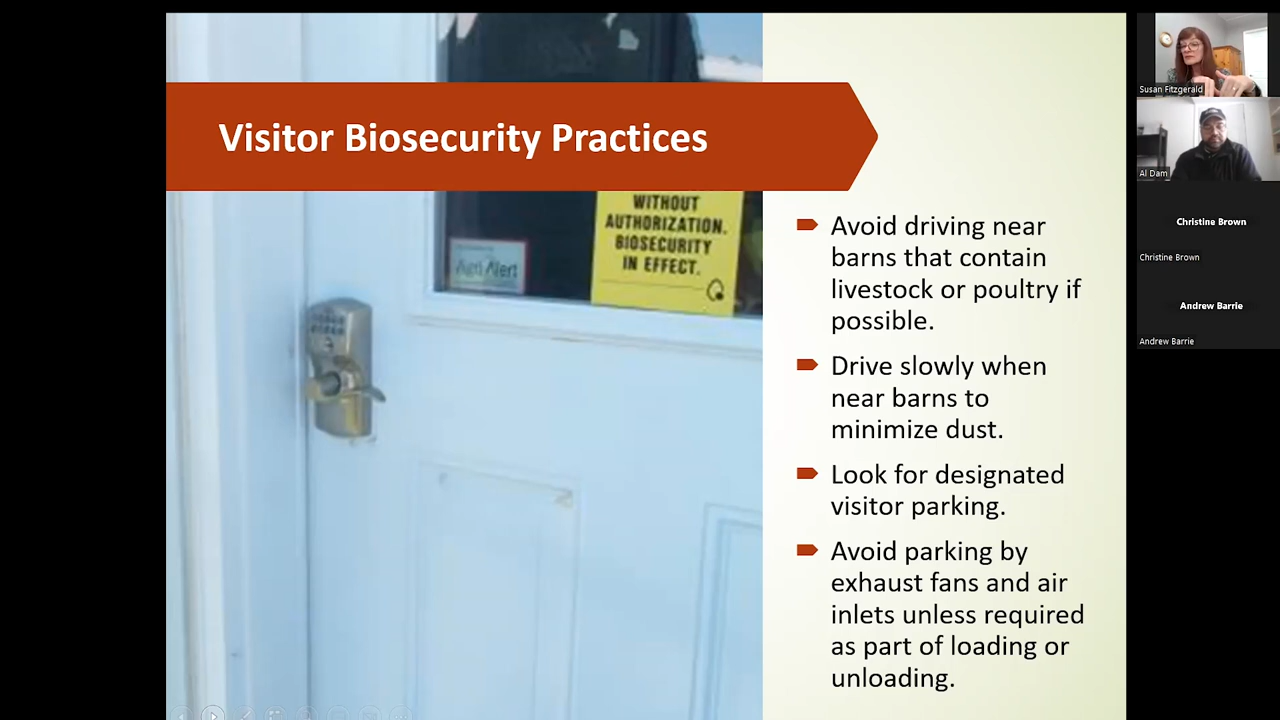 Visitor Biosecurity Practices
WITHOUT
AUTHORIZATION.
BIOSECURITY
IN EFFECT.
Agri Alert
Avoid driving near
barns that contain
livestock or poultry if
possible.
Drive slowly when
near barns to
minimize dust.
Look for designated
visitor parking.
Avoid parking by
exhaust fans and air
inlets unless required
as part of loading or
unloading.
Susan Fitzgerald
Al Dam
Christine Brown
Christine Brown
Andrew Barrie
Andrew Barrie